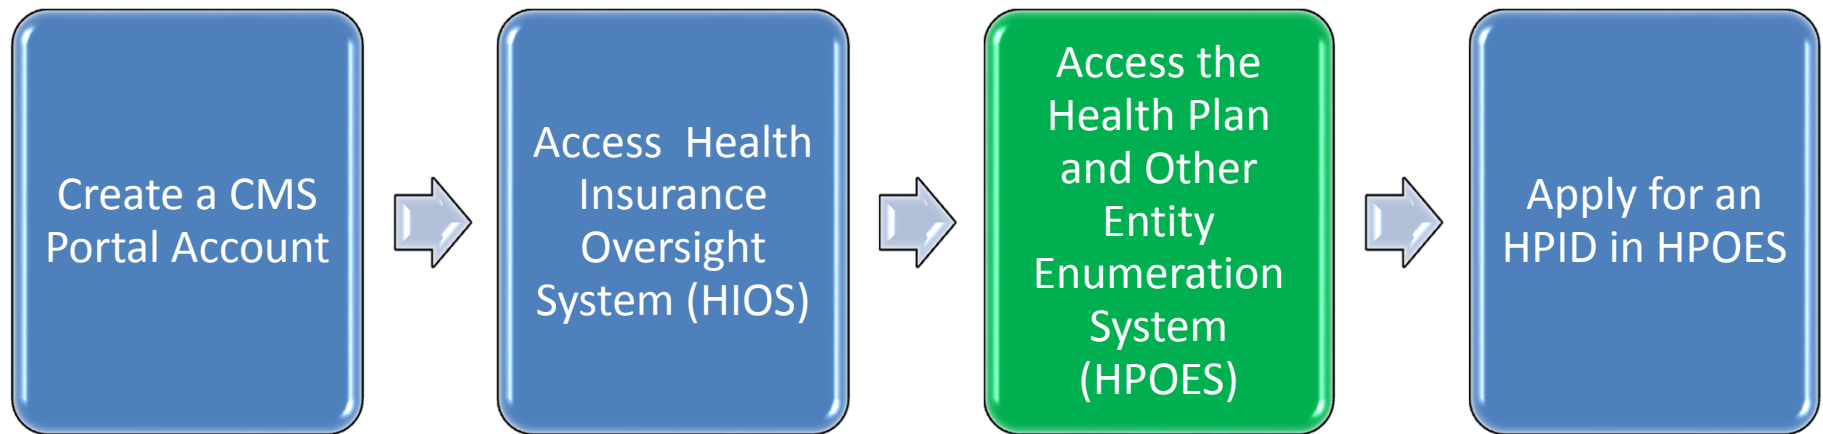 Create a CMS
Portal Account
Access  Health
Insurance
Oversight
System (HIOS)
Access the
Health Plan
and Other
Entity
Enumeration
System
(HPOES)
Apply for an
HPID in HPOES